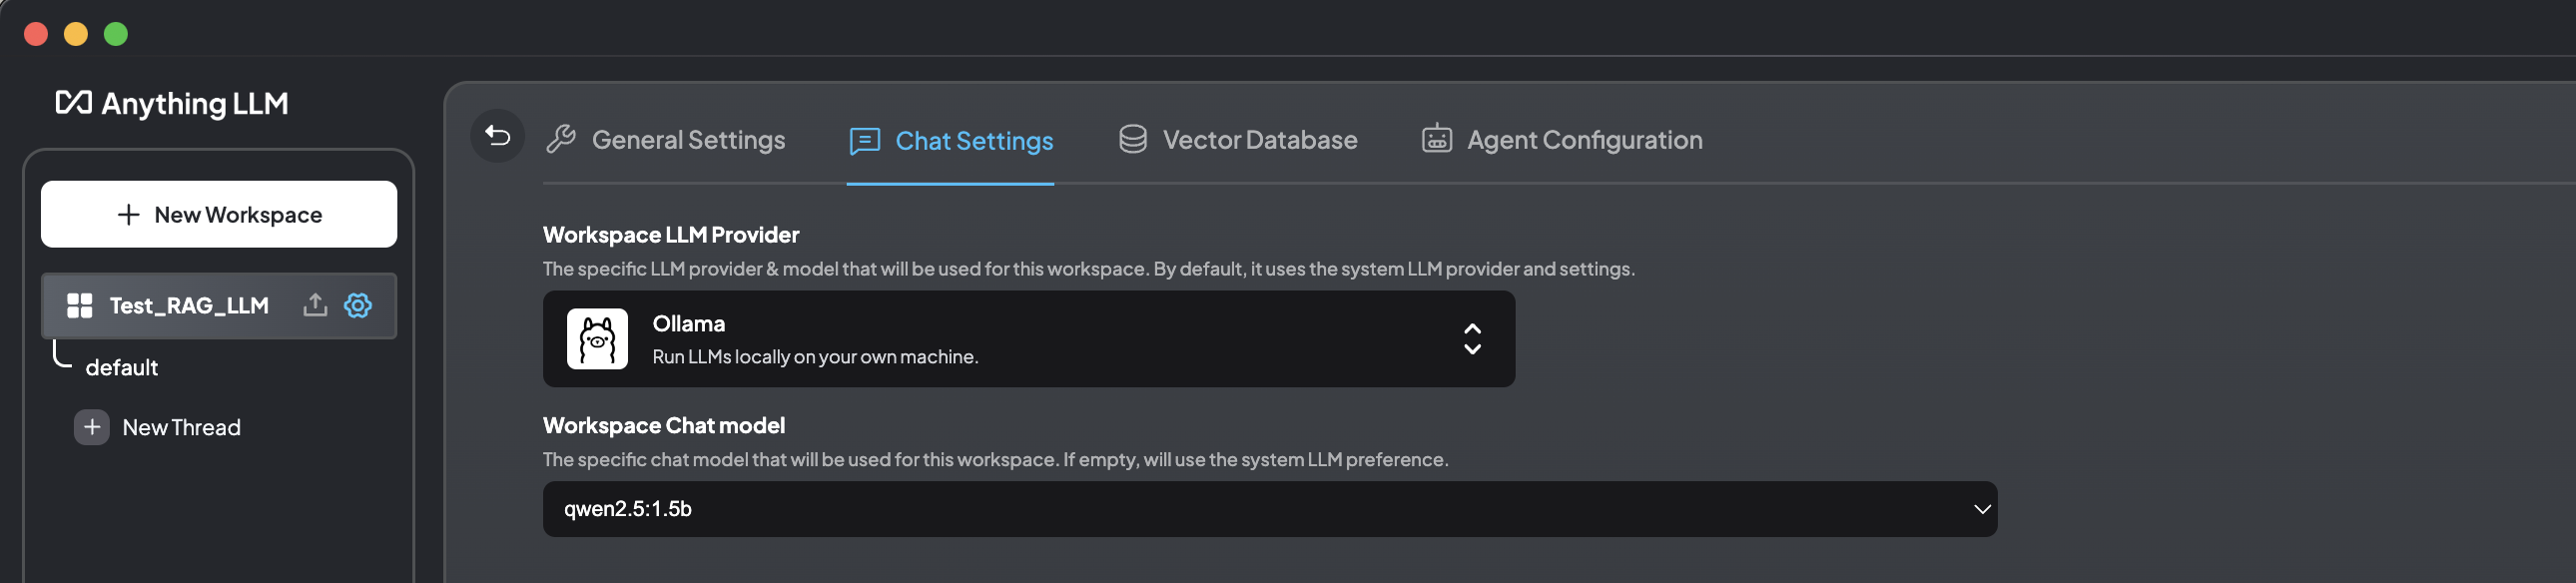 Anything LLM
New Workspace
Test_RAG_LLM
default
New Thread
General Settings
Chat Settings
Vector Database
Agent Configuration
Workspace LLM Provider
The specific LLM provider & model that will be used for this workspace. By default, it uses the system LLM provider and settings.
Ollama
Run LLMs locally on your own machine.
Workspace Chat model
The specific chat model that will be used for this workspace. If empty, will use the system LLM preference.
qwen2.5:1.5b